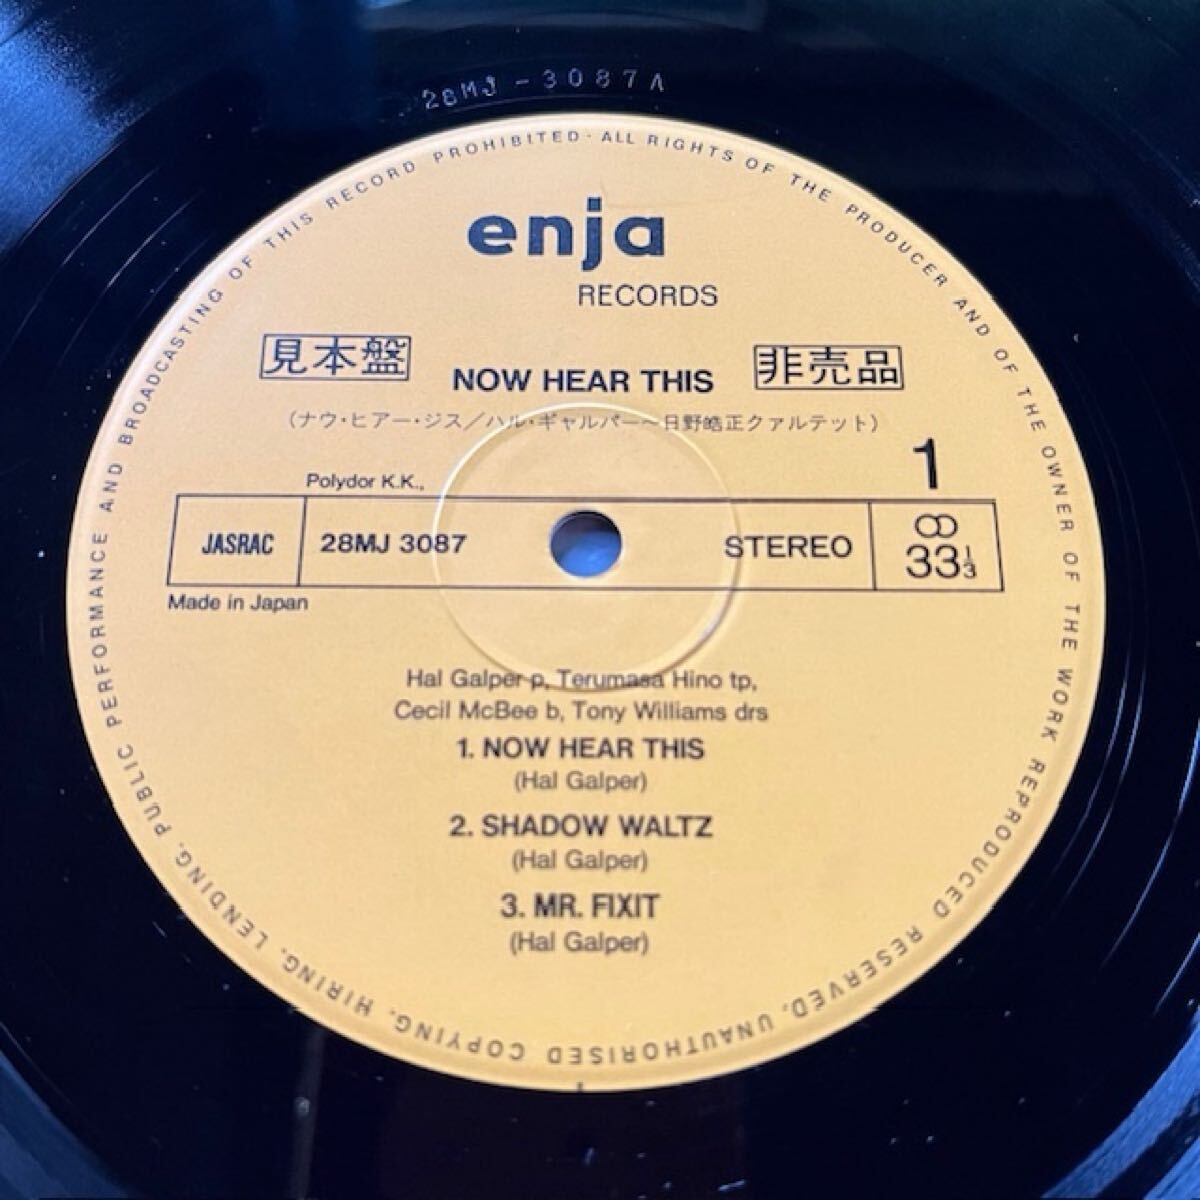 28MJ-3087A
ALL RIGHTS OF THE PRODUCER AND OF THE OWNER OF THE WORK REPRODUCED RESERVED. UNAUTHORISED COPYING, HIRING, LENDING, PUBLIC PERFORMANCE AND BROADCASTING OF THIS RECORD PROHIBITED ·
enja
RECORDS
見本盤 NOW HEAR THIS 非売品
(ナウ・ヒアー・ジス/ハル・ギャルパー~日野皓正クァルテット)
1
Polydor K.K.,
JASRAC 28MJ 3087 STEREO 33⅓
Made in Japan
Hal Galper p, Terumasa Hino tp,
Cecil McBee b, Tony Williams drs
1. NOW HEAR THIS
(Hal Galper)
2. SHADOW WALTZ
(Hal Galper)
3. MR. FIXIT
(Hal Galper)